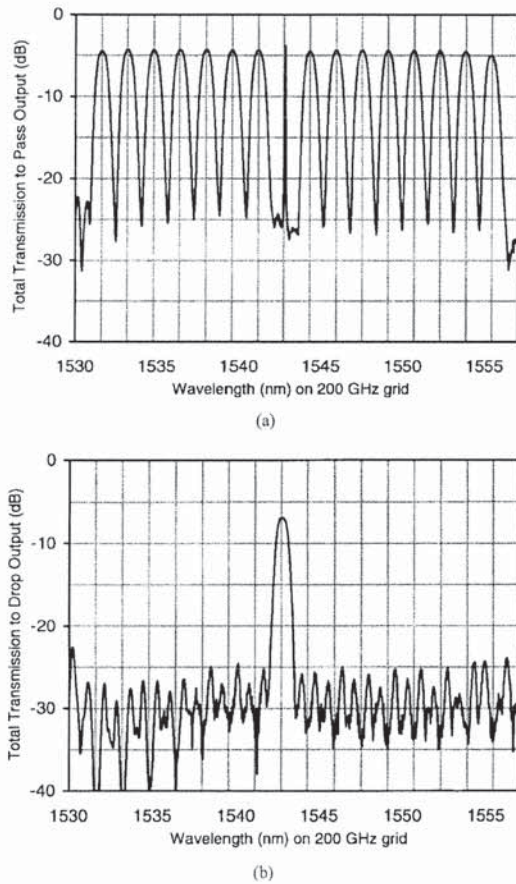 Total Transmission to Pass Output (dB)
0
-10
-20
-30
-40
1530 1535 1540 1545 1550 1555
Wavelength (nm) on 200 GHz grid
(a)
Total Transmission to Drop Output (dB)
0
-10
-20
-30
-40
1530 1535 1540 1545 1550 1555
Wavelength (nm) on 200 GHz grid
(b)